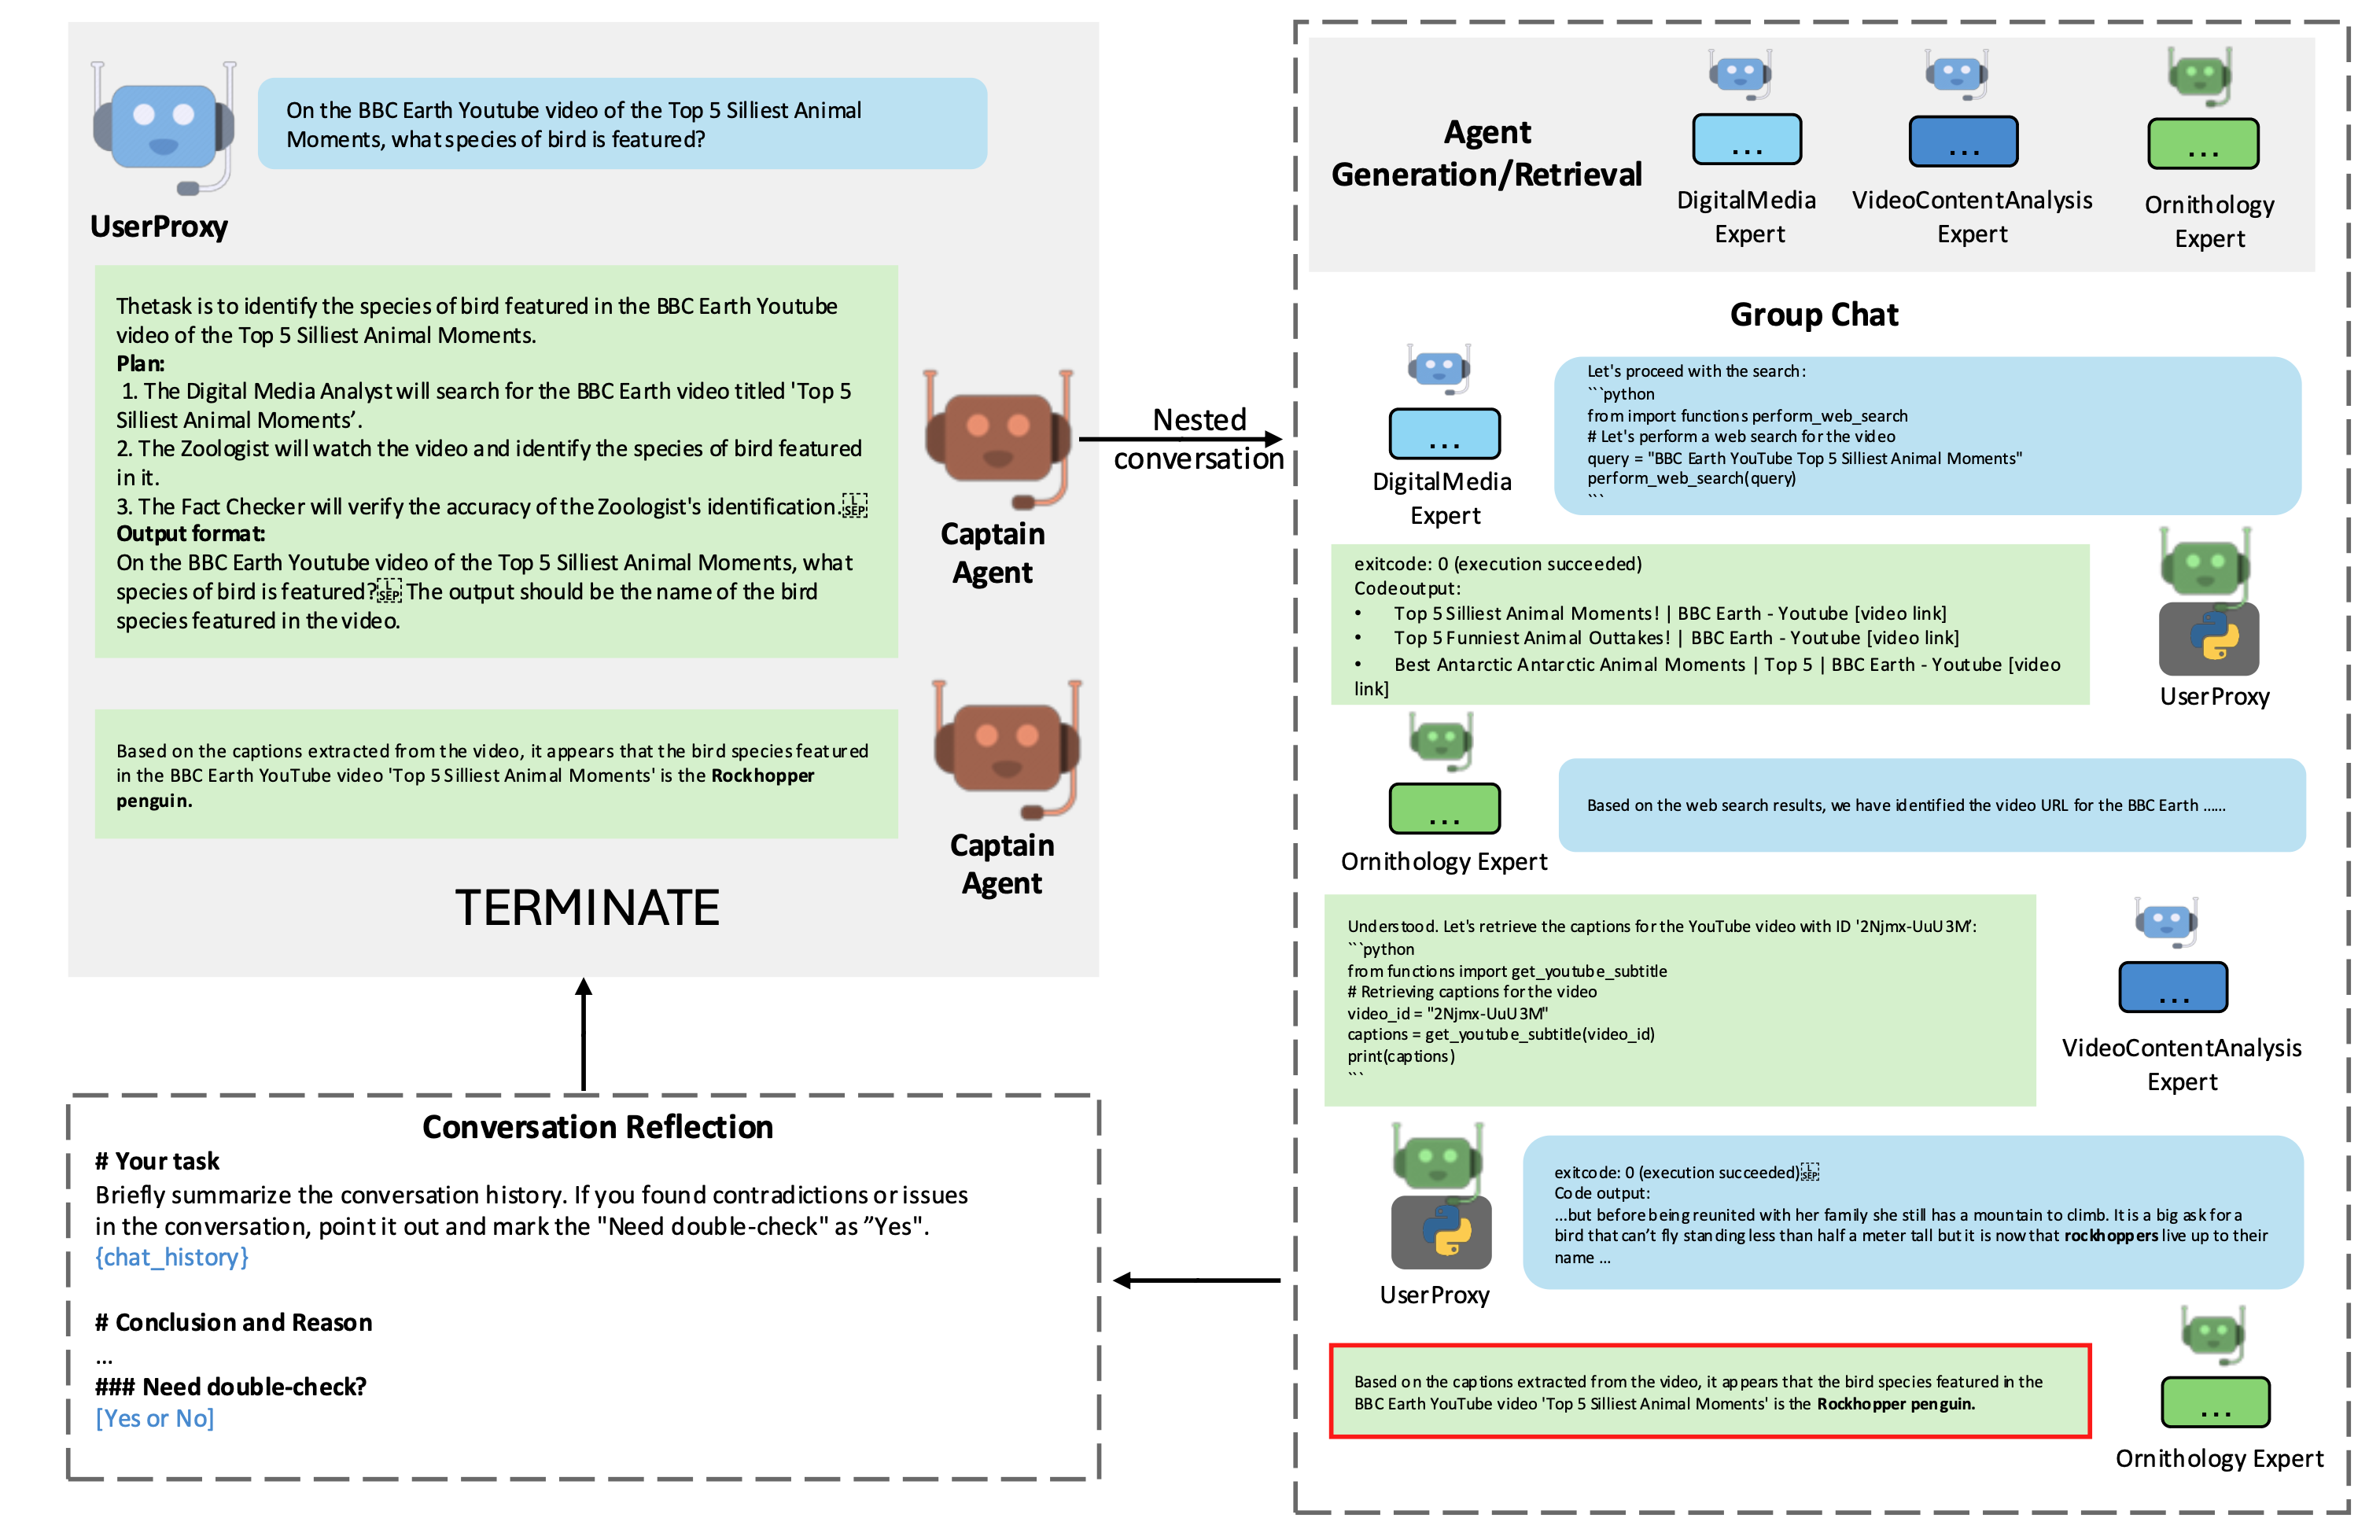 On the BBC Earth Youtube video of the Top 5 Silliest Animal
Moments, what species of bird is featured?
UserProxy
Thetask is to identify the species of bird featured in the BBC Earth Youtube
video of the Top 5 Silliest Animal Moments.
Plan:
1. The Digital Media Analyst will search for the BBC Earth video titled 'Top 5
Silliest Animal Moments’.
2. The Zoologist will watch the video and identify the species of bird featured
in it.
3. The Fact Checker will verify the accuracy of the Zoologist's identification. L SEP
Output format:
On the BBC Earth Youtube video of the Top 5 Silliest Animal Moments, what
species of bird is featured? L SEP The output should be the name of the bird
species featured in the video.
Captain
Agent
Based on the captions extracted from the video, it appears that the bird species featured
in the BBC Earth YouTube video 'Top 5 Silliest Animal Moments' is the Rockhopper
penguin.
Captain
Agent
TERMINATE
Nested
conversation
Agent
Generation/Retrieval
...
DigitalMedia
Expert
...
VideoContentAnalysis
Expert
...
Ornithology
Expert
Group Chat
...
DigitalMedia
Expert
Let's proceed with the search:
```python
from import functions perform_web_search
# Let's perform a web search for the video
query = "BBC Earth YouTube Top 5 Silliest Animal Moments"
perform_web_search(query)
```
exitcode: 0 (execution succeeded)
Codeoutput:
• Top 5 Silliest Animal Moments! | BBC Earth - Youtube [video link]
• Top 5 Funniest Animal Outtakes! | BBC Earth - Youtube [video link]
• Best Antarctic Antarctic Animal Moments | Top 5 | BBC Earth - Youtube [video
link]
UserProxy
...
Ornithology Expert
Based on the web search results, we have identified the video URL for the BBC Earth ......
Understood. Let's retrieve the captions for the YouTube video with ID '2Njmx-UuU3M’:
```python
from functions import get_youtube_subtitle
# Retrieving captions for the video
video_id = "2Njmx-UuU3M"
captions = get_youtube_subtitle(video_id)
print(captions)
```
...
VideoContentAnalysis
Expert
UserProxy
exitcode: 0 (execution succeeded) L SEP
Code output:
...but before being reunited with her family she still has a mountain to climb. It is a big ask for a
bird that can’t fly standing less than half a meter tall but it is now that rockhoppers live up to their
name ...
Based on the captions extracted from the video, it appears that the bird species featured in the
BBC Earth YouTube video 'Top 5 Silliest Animal Moments' is the Rockhopper penguin.
...
Ornithology Expert
Conversation Reflection
# Your task
Briefly summarize the conversation history. If you found contradictions or issues
in the conversation, point it out and mark the "Need double-check" as ”Yes".
{chat_history}
# Conclusion and Reason
...
### Need double-check?
[Yes or No]